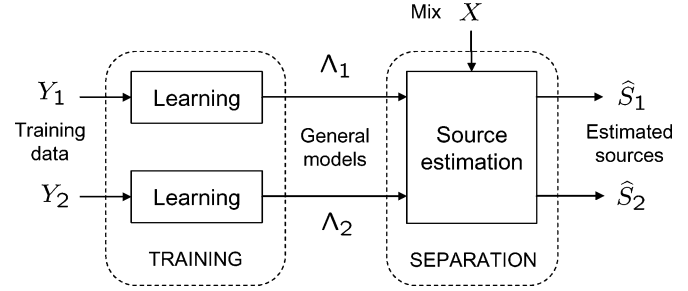 Mix X
Λ₁
Y₁ Learning Ŝ₁
Training
data
General
models
Source
estimation
Estimated
sources
Y₂ Learning Ŝ₂
Λ₂
TRAINING SEPARATION